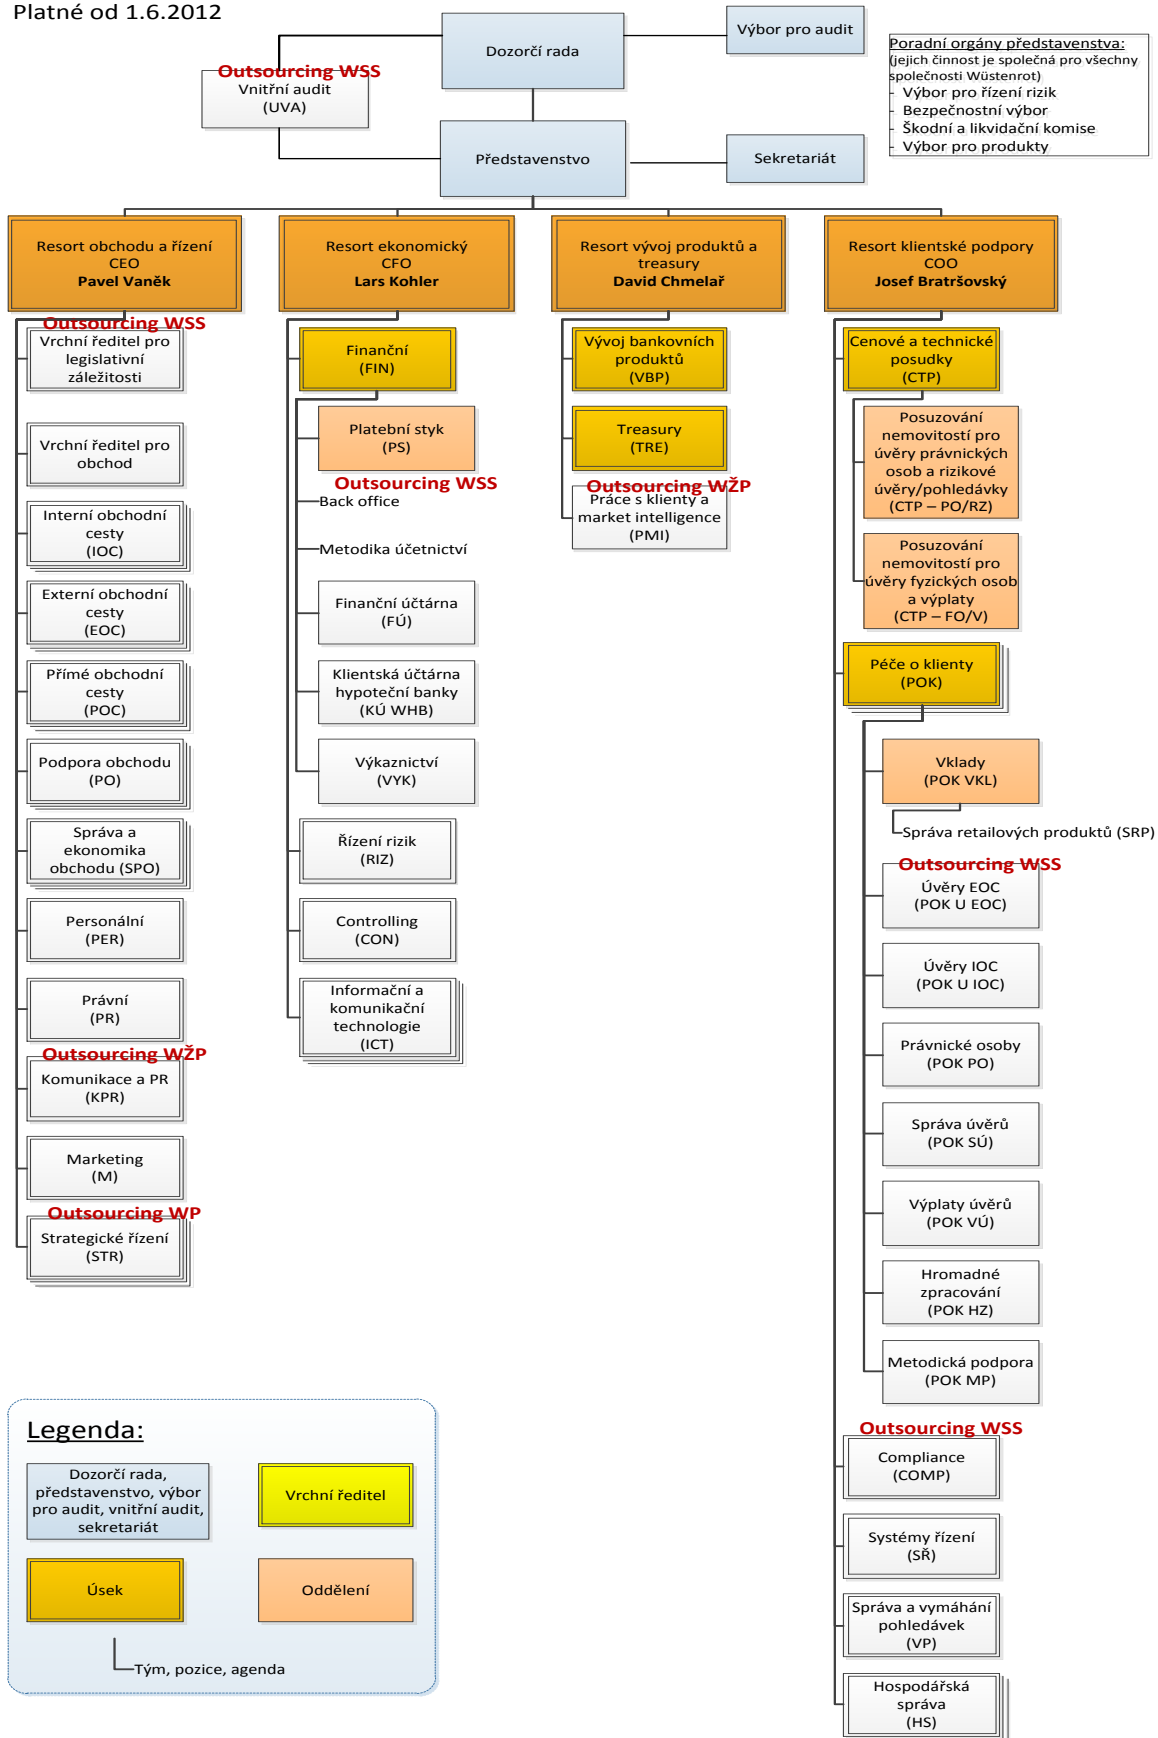 Platné od 1.6.2012
Dozorčí rada
Výbor pro audit
Poradní orgány představenstva:
(jejich činnost je společná pro všechny
společnosti Wüstenrot)
- Výbor pro řízení rizik
- Bezpečnostní výbor
- Škodní a likvidační komise
- Výbor pro produkty
Outsourcing WSS
Vnitřní audit
(UVA)
Představenstvo
Sekretariát
Resort obchodu a řízení
CEO
Pavel Vaněk
Resort ekonomický
CFO
Lars Kohler
Resort vývoj produktů a
treasury
David Chmelař
Resort klientské podpory
COO
Josef Bratršovský
Outsourcing WSS
Vrchní ředitel pro
legislativní
záležitosti
Vrchní ředitel pro
obchod
Interní obchodní
cesty
(IOC)
Externí obchodní
cesty
(EOC)
Přímé obchodní
cesty
(POC)
Podpora obchodu
(PO)
Správa a
ekonomika
obchodu (SPO)
Personální
(PER)
Právní
(PR)
Outsourcing WŽP
Komunikace a PR
(KPR)
Marketing
(M)
Outsourcing WP
Strategické řízení
(STR)
Finanční
(FIN)
Platební styk
(PS)
Outsourcing WSS
Back office
Metodika účetnictví
Finanční účtárna
(FÚ)
Klientská účtárna
hypoteční banky
(KÚ WHB)
Výkaznictví
(VYK)
Řízení rizik
(RIZ)
Controlling
(CON)
Informační a
komunikační
technologie
(ICT)
Vývoj bankovních
produktů
(VBP)
Treasury
(TRE)
Outsourcing WŽP
Práce s klienty a
market intelligence
(PMI)
Cenové a technické
posudky
(CTP)
Posuzování
nemovitostí pro
úvěry právnických
osob a rizikové
úvěry/pohledávky
(CTP – PO/RZ)
Posuzování
nemovitostí pro
úvěry fyzických osob
a výplaty
(CTP – FO/V)
Péče o klienty
(POK)
Vklady
(POK VKL)
Správa retailových produktů (SRP)
Outsourcing WSS
Úvěry EOC
(POK U EOC)
Úvěry IOC
(POK U IOC)
Právnické osoby
(POK PO)
Správa úvěrů
(POK SÚ)
Výplaty úvěrů
(POK VÚ)
Hromadné
zpracování
(POK HZ)
Metodická podpora
(POK MP)
Outsourcing WSS
Compliance
(COMP)
Systémy řízení
(SŘ)
Správa a vymáhání
pohledávek
(VP)
Hospodářská
správa
(HS)
Legenda:
Dozorčí rada,
představenstvo, výbor
pro audit, vnitřní audit,
sekretariát
Vrchní ředitel
Úsek
Oddělení
Tým, pozice, agenda